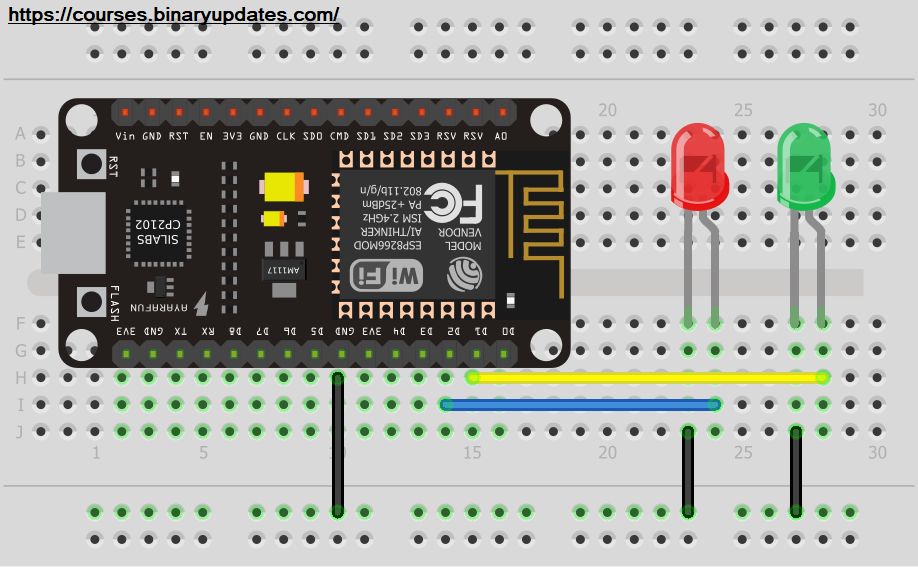 https://courses.binaryupdates.com/
20 25 30
A
B
C
D
E
F
G
H
I
J
Vin GND RST EN 3V3 GND CLK SD0 CMD SD1 SD2 SD3 RSV RSV A0
RST
SILABS
CP2102
AM1117
FCC
802.11b/g/n
PA +25dBm
ISM 2.4GHz
AI/THINKER
ESP8266MOD
VENDOR
MODEL
WiFi
FLASH
AYARAFUN
3V3 GND TX RX D8 D7 D6 D5 GND 3V3 D4 D3 D2 D1 D0
1 5 15 20 25 30